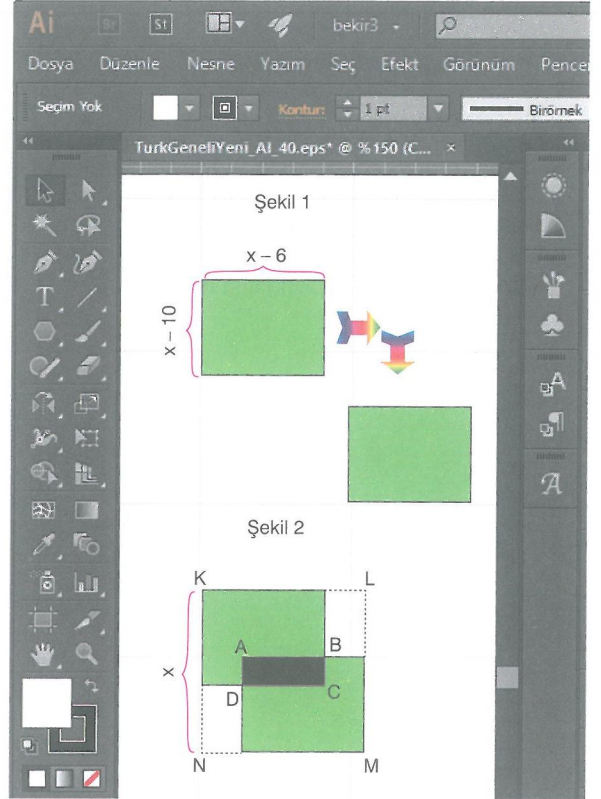 Ai Br St bekir3
Dosya Düzenle Nesne Yazım Seç Efekt Görünüm Pencer
Seçim Yok Kontur: 1 pt Birörnek
TurkGeneliYeni_AI_40.eps* @ %150 (C... ×
Şekil 1
x – 6
x – 10
Şekil 2
K L
A B
x
D C
N M